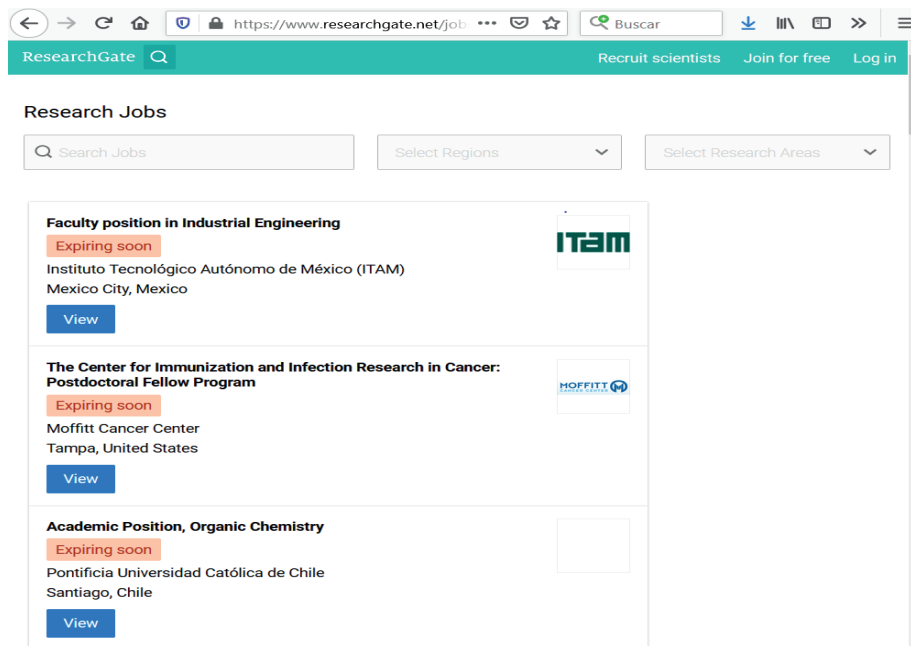 https://www.researchgate.net/job
Buscar
ResearchGate
Recruit scientists Join for free Log in
Research Jobs
Search Jobs
Select Regions
Select Research Areas
Faculty position in Industrial Engineering
Expiring soon
Instituto Tecnológico Autónomo de México (ITAM)
Mexico City, Mexico
View
ITAM
The Center for Immunization and Infection Research in Cancer:
Postdoctoral Fellow Program
Expiring soon
Moffitt Cancer Center
Tampa, United States
View
MOFFITT
CANCER CENTER
Academic Position, Organic Chemistry
Expiring soon
Pontificia Universidad Católica de Chile
Santiago, Chile
View